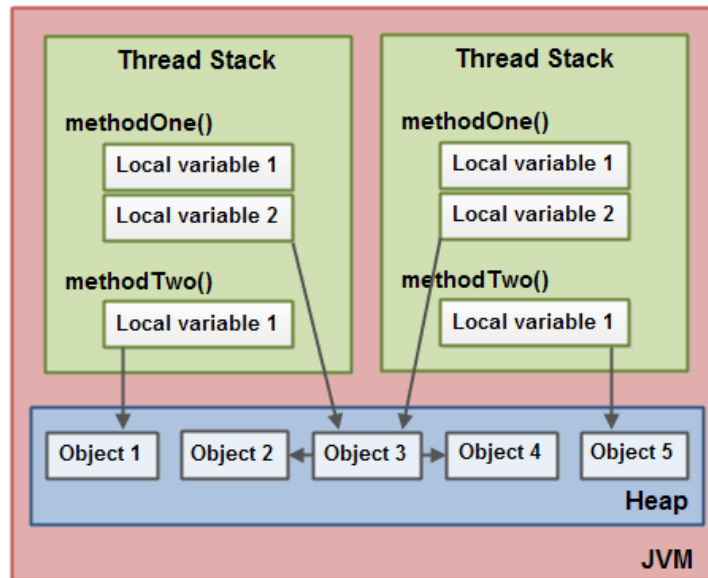 Thread Stack
methodOne()
Local variable 1
Local variable 2
methodTwo()
Local variable 1
Thread Stack
methodOne()
Local variable 1
Local variable 2
methodTwo()
Local variable 1
Object 1
Object 2
Object 3
Object 4
Object 5
Heap
JVM